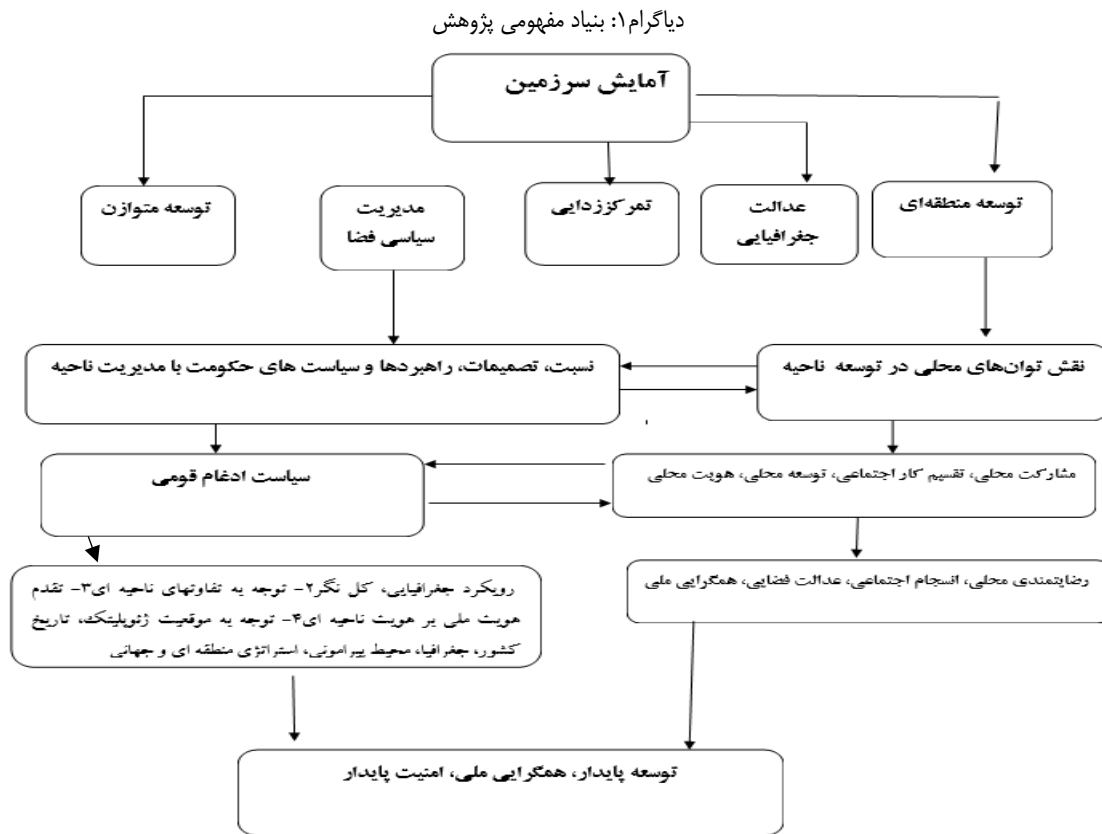 دیاگرام۱: بنیاد مفهومی پژوهش
آمایش سرزمین
توسعه منطقه‌ای
عدالت
جغرافیایی
تمرکززدایی
مدیریت
سیاسی فضا
توسعه متوازن
نقش توان‌های محلی در توسعه ناحیه
نسبت، تصمیمات، راهبردها و سیاست های حکومت با مدیریت ناحیه
مشارکت محلی، تقسیم کار اجتماعی، توسعه محلی، هویت محلی
سیاست ادغام قومی
رضایتمندی محلی، انسجام اجتماعی، عدالت فضایی، همگرایی ملی
رویکرد جغرافیایی، کل نگر۲- توجه به تفاوتهای ناحیه ای۳- تقدم
هویت ملی بر هویت ناحیه ای۴- توجه به موقعیت ژئوپلیتک، تاریخ
کشور، جغرافیا، محیط پیرامونی، استراتژی منطقه ای و جهانی
توسعه پایدار، همگرایی ملی، امنیت پایدار